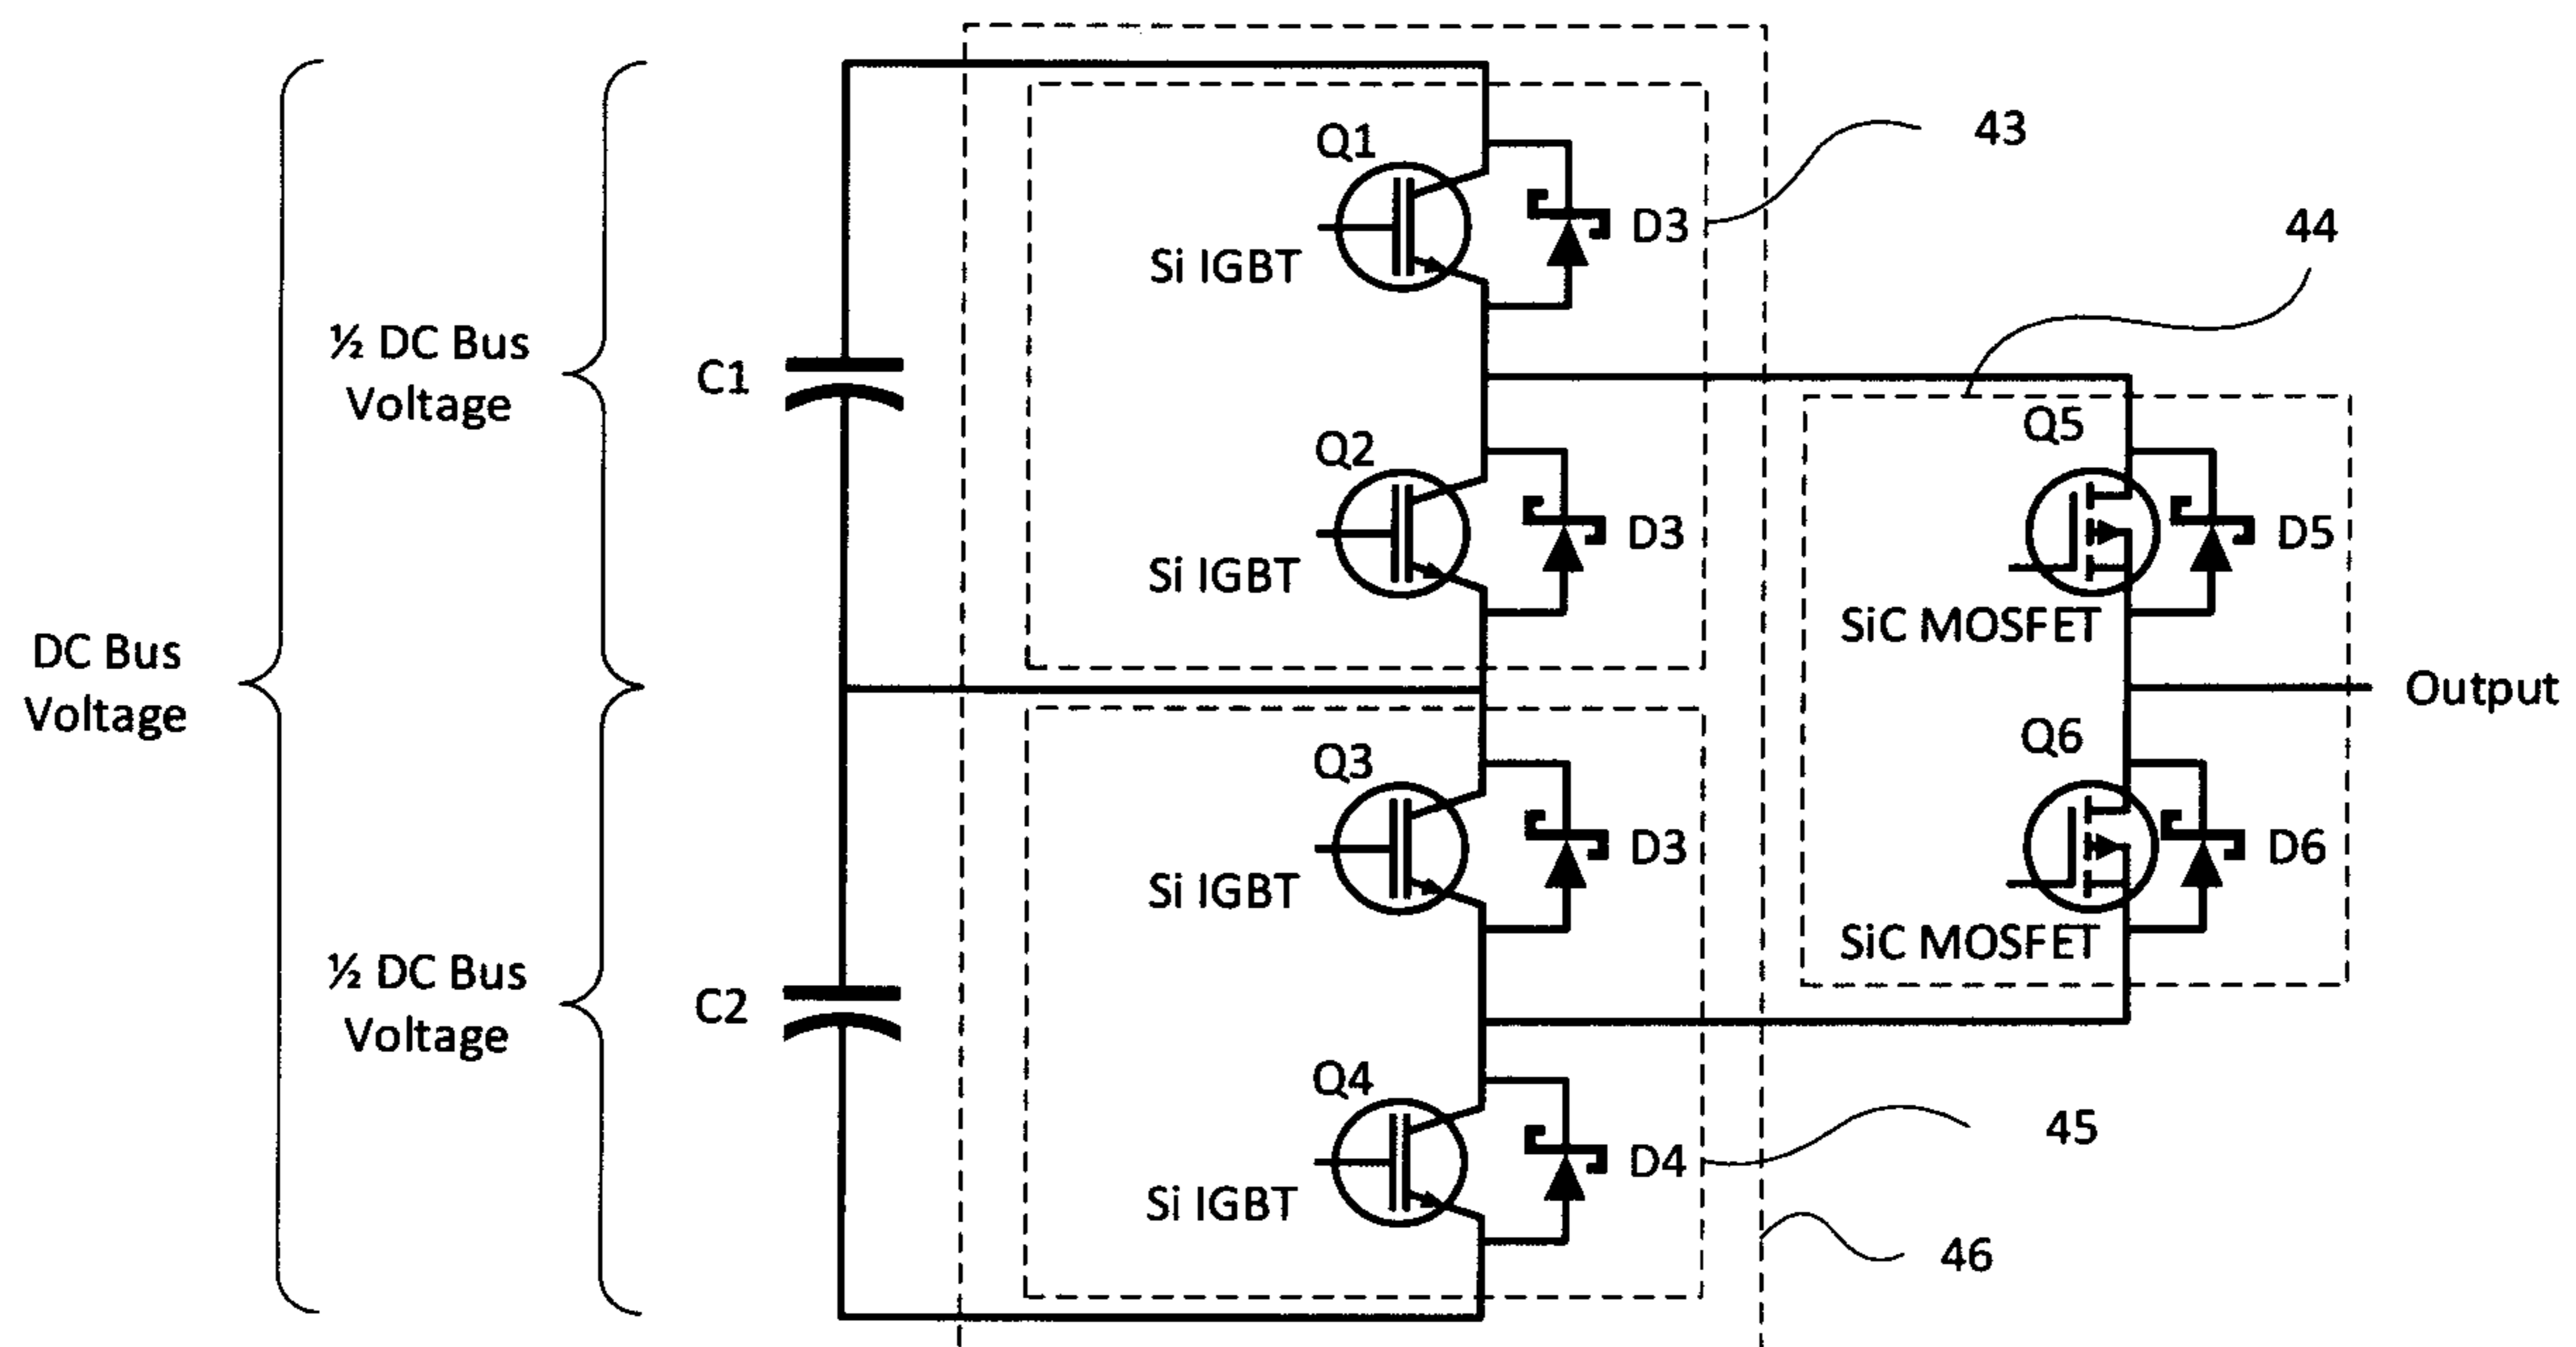 Q1
43
D3
Si IGBT
44
½ DC Bus
Voltage
C1
Q5
Q2
D3
D5
Si IGBT
SiC MOSFET
DC Bus
Voltage
Output
Q6
Q3
D3
D6
Si IGBT
SiC MOSFET
½ DC Bus
Voltage
C2
Q4
45
D4
Si IGBT
46